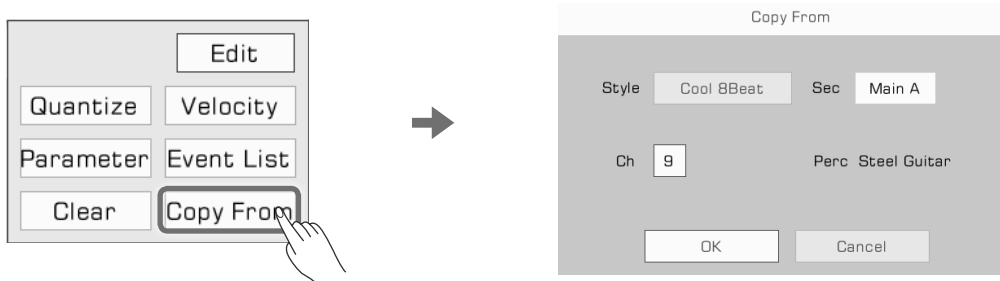 Edit
Quantize Velocity
Parameter Event List
Clear Copy From
Copy From
Style Cool 8Beat Sec Main A
Ch 9 Perc Steel Guitar
OK Cancel